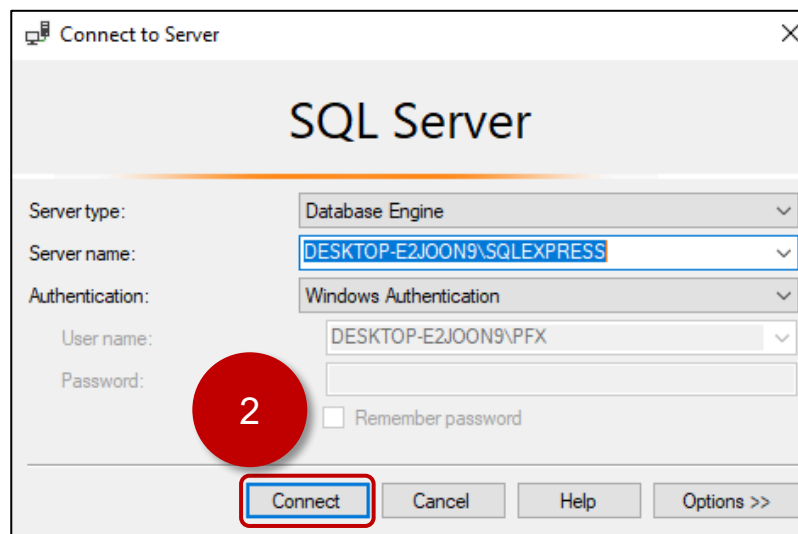 Connect to Server
SQL Server
Server type: Database Engine
Server name: DESKTOP-E2JOON9\SQLEXPRESS
Authentication: Windows Authentication
User name: DESKTOP-E2JOON9\PFX
Password:
2
Remember password
Connect Cancel Help Options >>